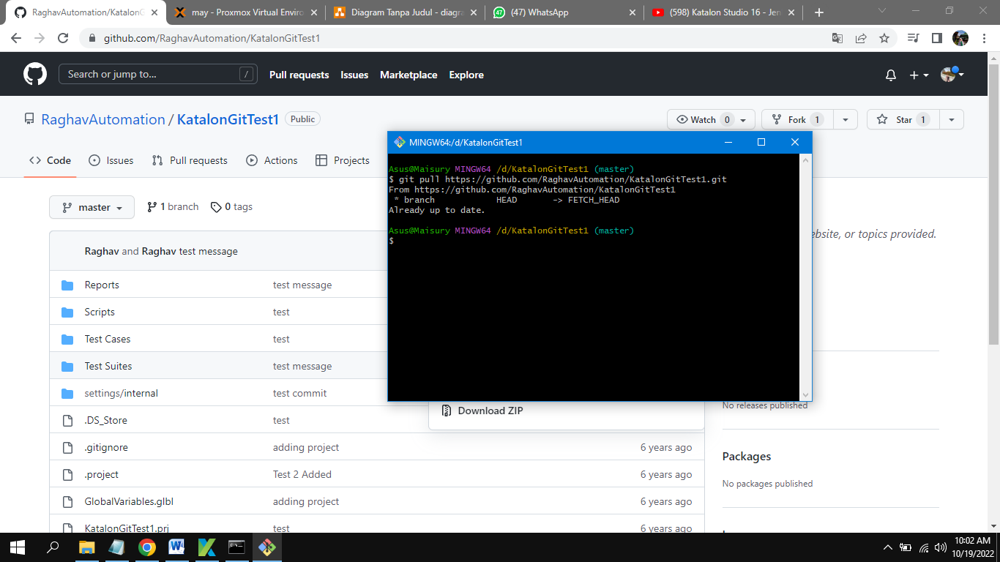 RaghavAutomation/KatalonG
may - Proxmox Virtual Enviro
Diagram Tanpa Judul - diagra
(47) WhatsApp
(598) Katalon Studio 16 - Jen
github.com/RaghavAutomation/KatalonGitTest1
Search or jump to...
/
Pull requests
Issues
Marketplace
Explore
RaghavAutomation / KatalonGitTest1
Public
Watch 0
Fork 1
Star 1
Code
Issues
Pull requests
Actions
Projects
MINGW64:/d/KatalonGitTest1
Asus@Maisury MINGW64 /d/KatalonGitTest1 (master)
$ git pull https://github.com/RaghavAutomation/KatalonGitTest1.git
From https://github.com/RaghavAutomation/KatalonGitTest1
* branch HEAD -> FETCH_HEAD
Already up to date.
Asus@Maisury MINGW64 /d/KatalonGitTest1 (master)
$
master
1 branch
0 tags
ebsite, or topics provided.
Raghav and Raghav test message
Reports test message
Scripts test
Test Cases test
Test Suites test message
settings/internal test commit
Download ZIP
No releases published
.DS_Store test
.gitignore adding project 6 years ago
.project Test 2 Added 6 years ago
GlobalVariables.glbl adding project 6 years ago
KatalonGitTest1.prj test 6 years ago
Packages
No packages published
10:02 AM
10/19/2022